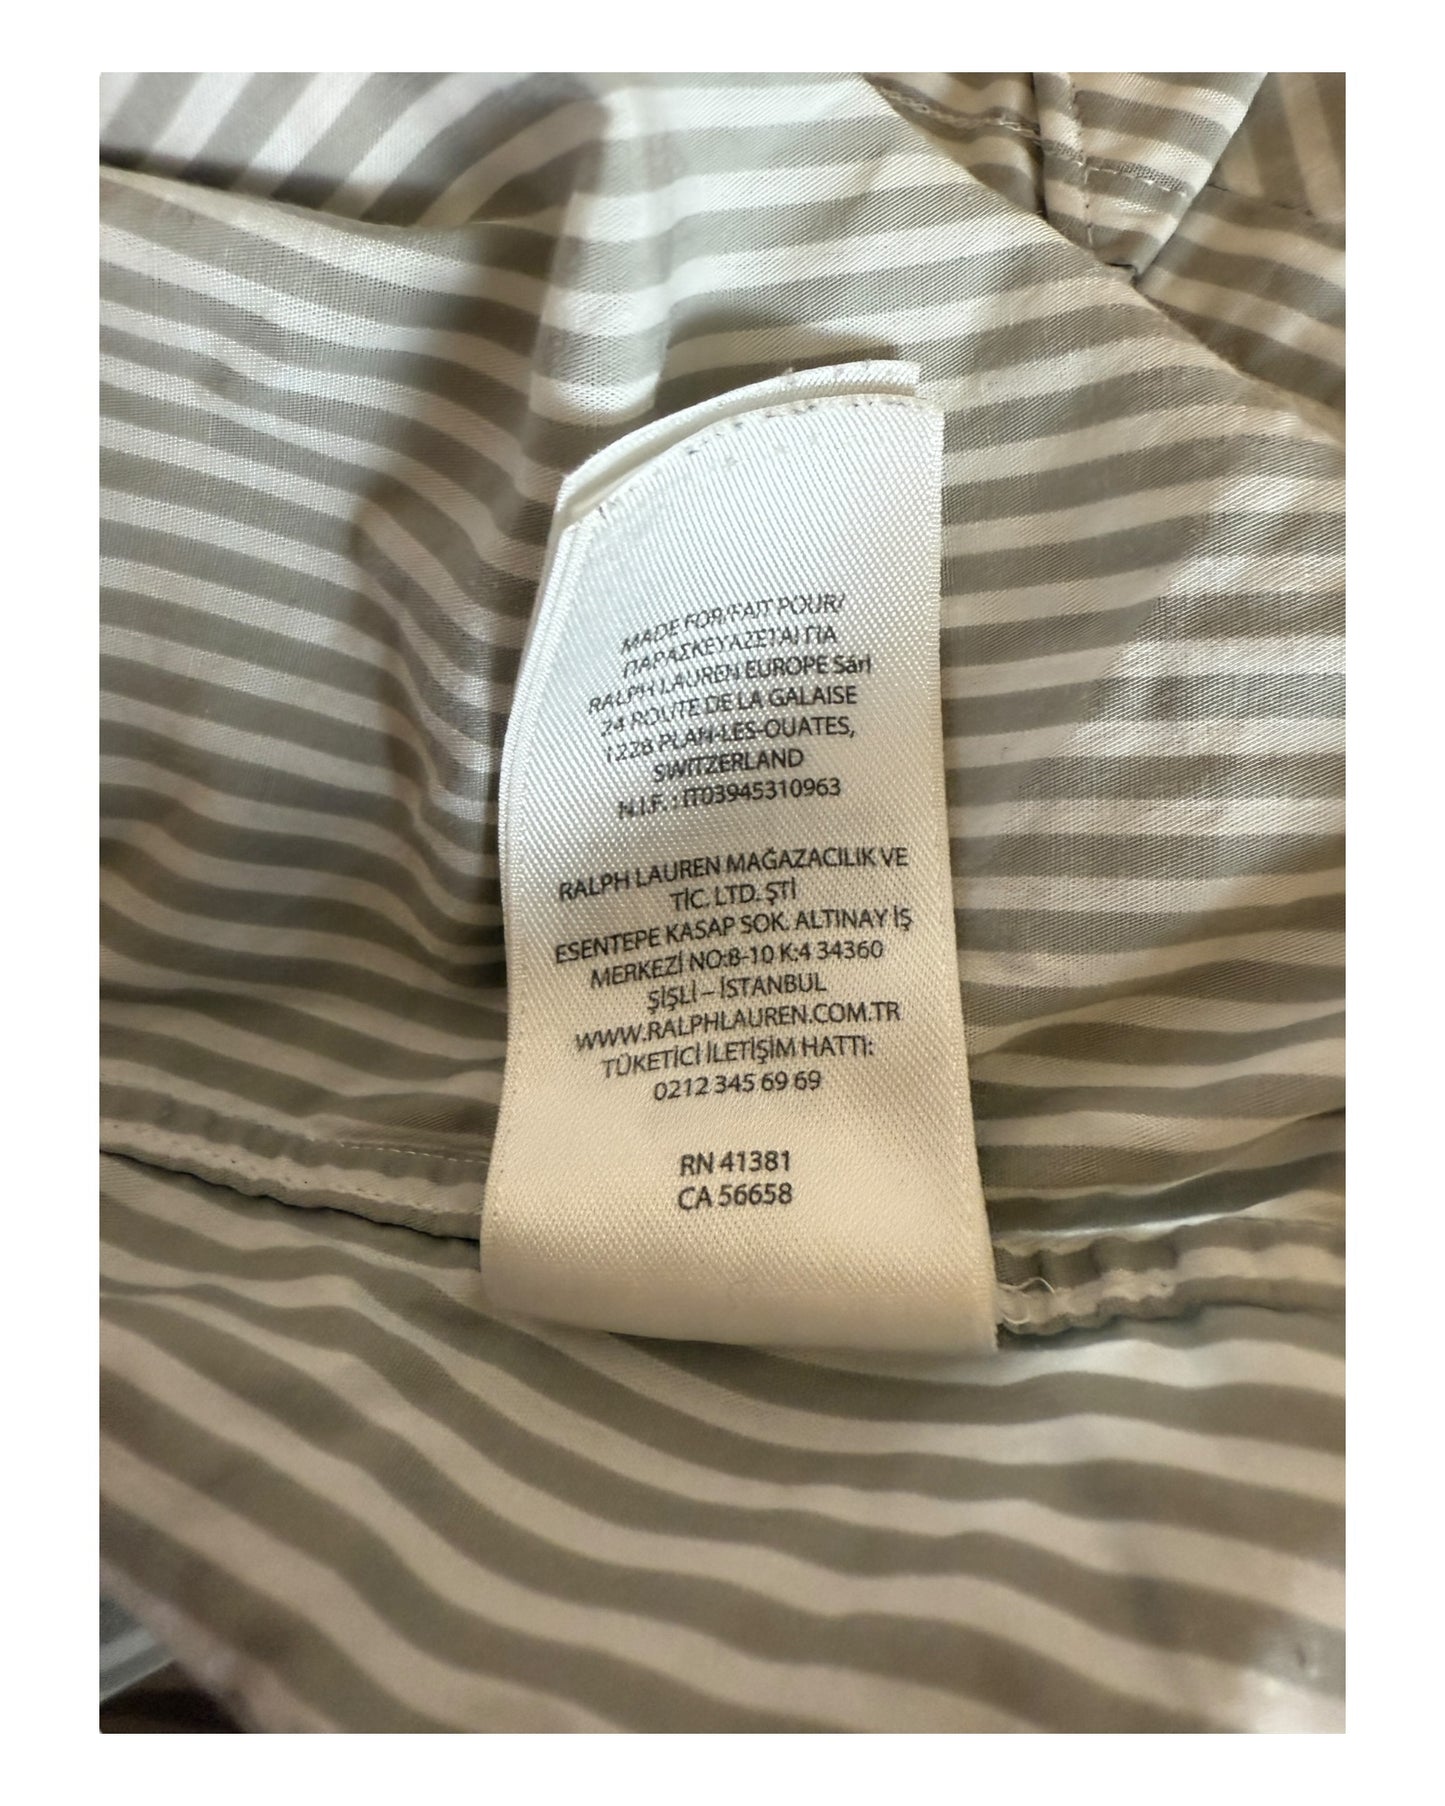 MADE FOR/FAIT POUR/
ΠΑΡΑΣΚΕΥΑΖΕΤΑΙ ΓΙΑ
RALPH LAUREN EUROPE Sárl
24 ROUTE DE LA GALAISE
1228 PLAN-LES-OUATES,
SWITZERLAND
N.I.F. : IT03945310963
RALPH LAUREN MAĞAZACILIK VE
TİC. LTD. ŞTİ
ESENTEPE KASAP SOK. ALTINAY İŞ
MERKEZİ NO:8-10 K:4 34360
ŞİŞLİ – İSTANBUL
WWW.RALPHLAUREN.COM.TR
TÜKETİCİ İLETİŞİM HATTI:
0212 345 69 69
RN 41381
CA 56658